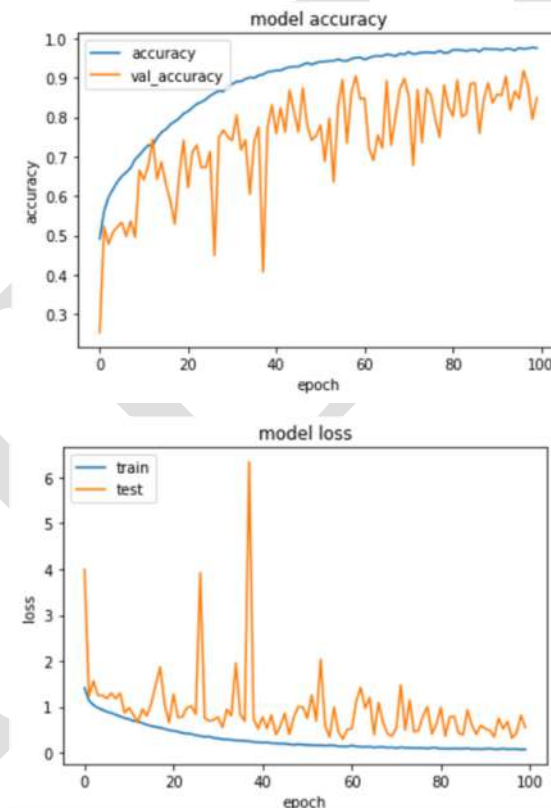 model accuracy
1.0
accuracy
val_accuracy
0.9
0.8
0.7
0.6
0.5
0.4
0.3
accuracy
0 20 40 60 80 100
epoch
model loss
train
test
6
5
4
3
2
1
0
loss
0 20 40 60 80 100
epoch